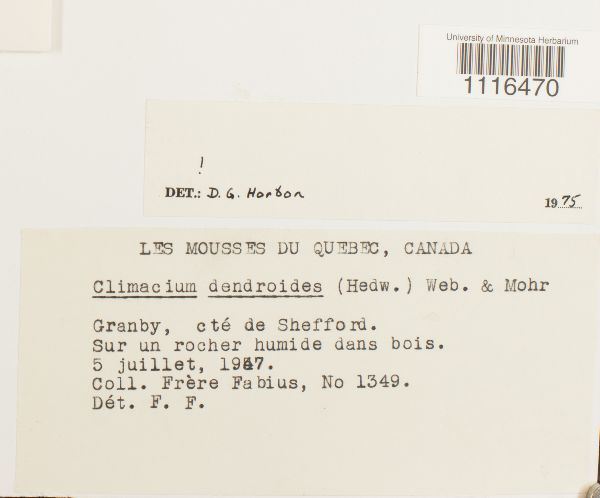 University of Minnesota Herbarium
1116470
!
DET.: D. G. Horton
1975
LES MOUSSES DU QUEBEC, CANADA
Climacium dendroides (Hedw.) Web. & Mohr
Granby, cté de Shefford.
Sur un rocher humide dans bois.
5 juillet,
Coll. Frère Fabius, No 1349.
Dét. F. F.